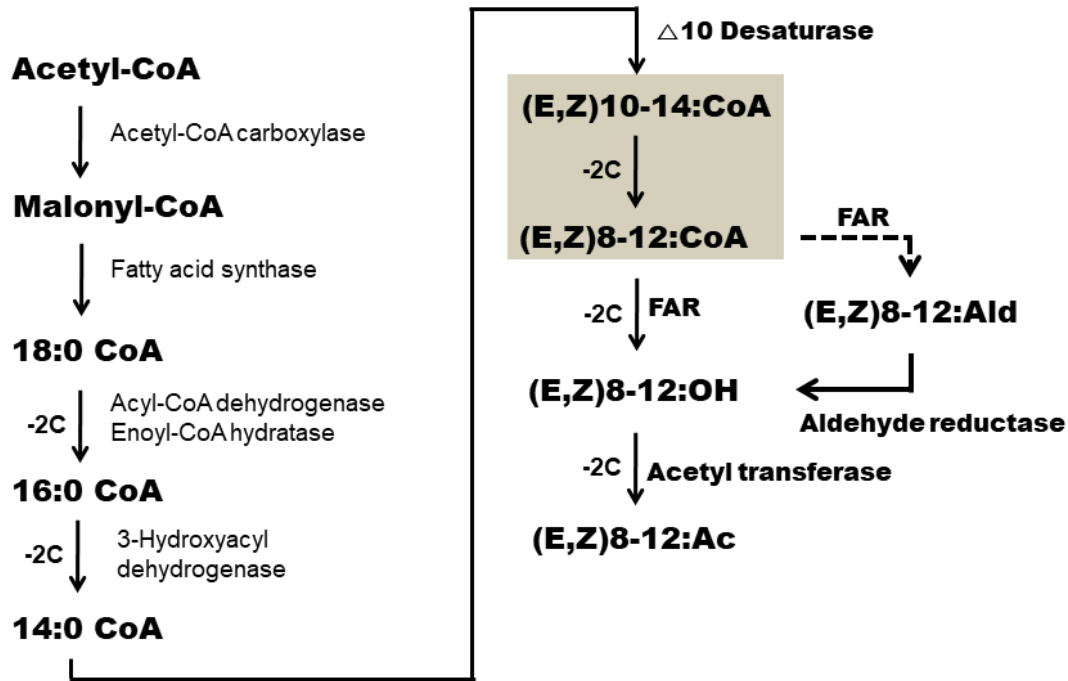 Acetyl-CoA
Acetyl-CoA carboxylase
Malonyl-CoA
Fatty acid synthase
18:0 CoA
-2C
Acyl-CoA dehydrogenase
Enoyl-CoA hydratase
16:0 CoA
-2C
3-Hydroxyacyl
dehydrogenase
14:0 CoA
△10 Desaturase
(E,Z)10-14:CoA
-2C
(E,Z)8-12:CoA
FAR
-2C
FAR
(E,Z)8-12:Ald
(E,Z)8-12:OH
Aldehyde reductase
-2C
Acetyl transferase
(E,Z)8-12:Ac